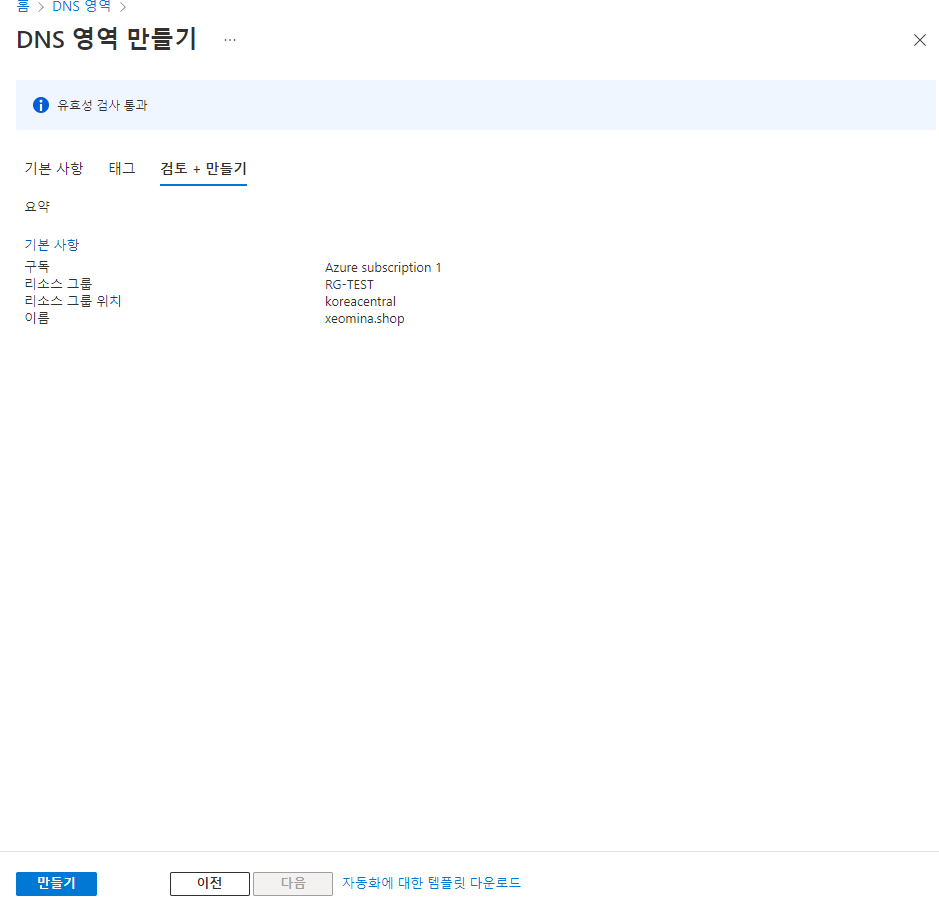 홈 > DNS 영역 >
DNS 영역 만들기 ...
유효성 검사 통과
기본 사항 태그 검토 + 만들기
요약
기본 사항
구독 Azure subscription 1
리소스 그룹 RG-TEST
리소스 그룹 위치 koreacentral
이름 xeomina.shop
만들기 이전 다음 자동화에 대한 템플릿 다운로드